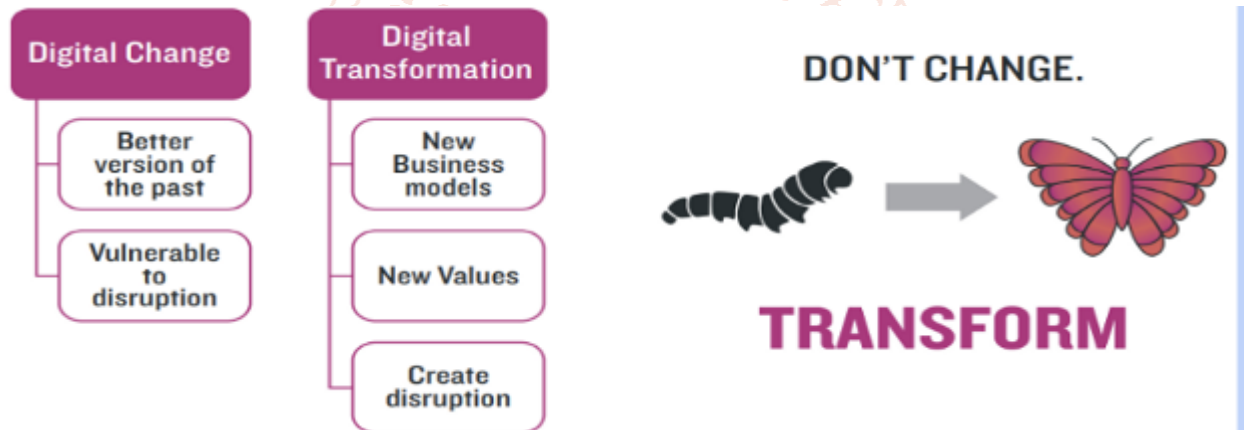 Digital Change
Better
version of
the past
Vulnerable
to
disruption
Digital
Transformation
New
Business
models
New Values
Create
disruption
DON'T CHANGE.
TRANSFORM